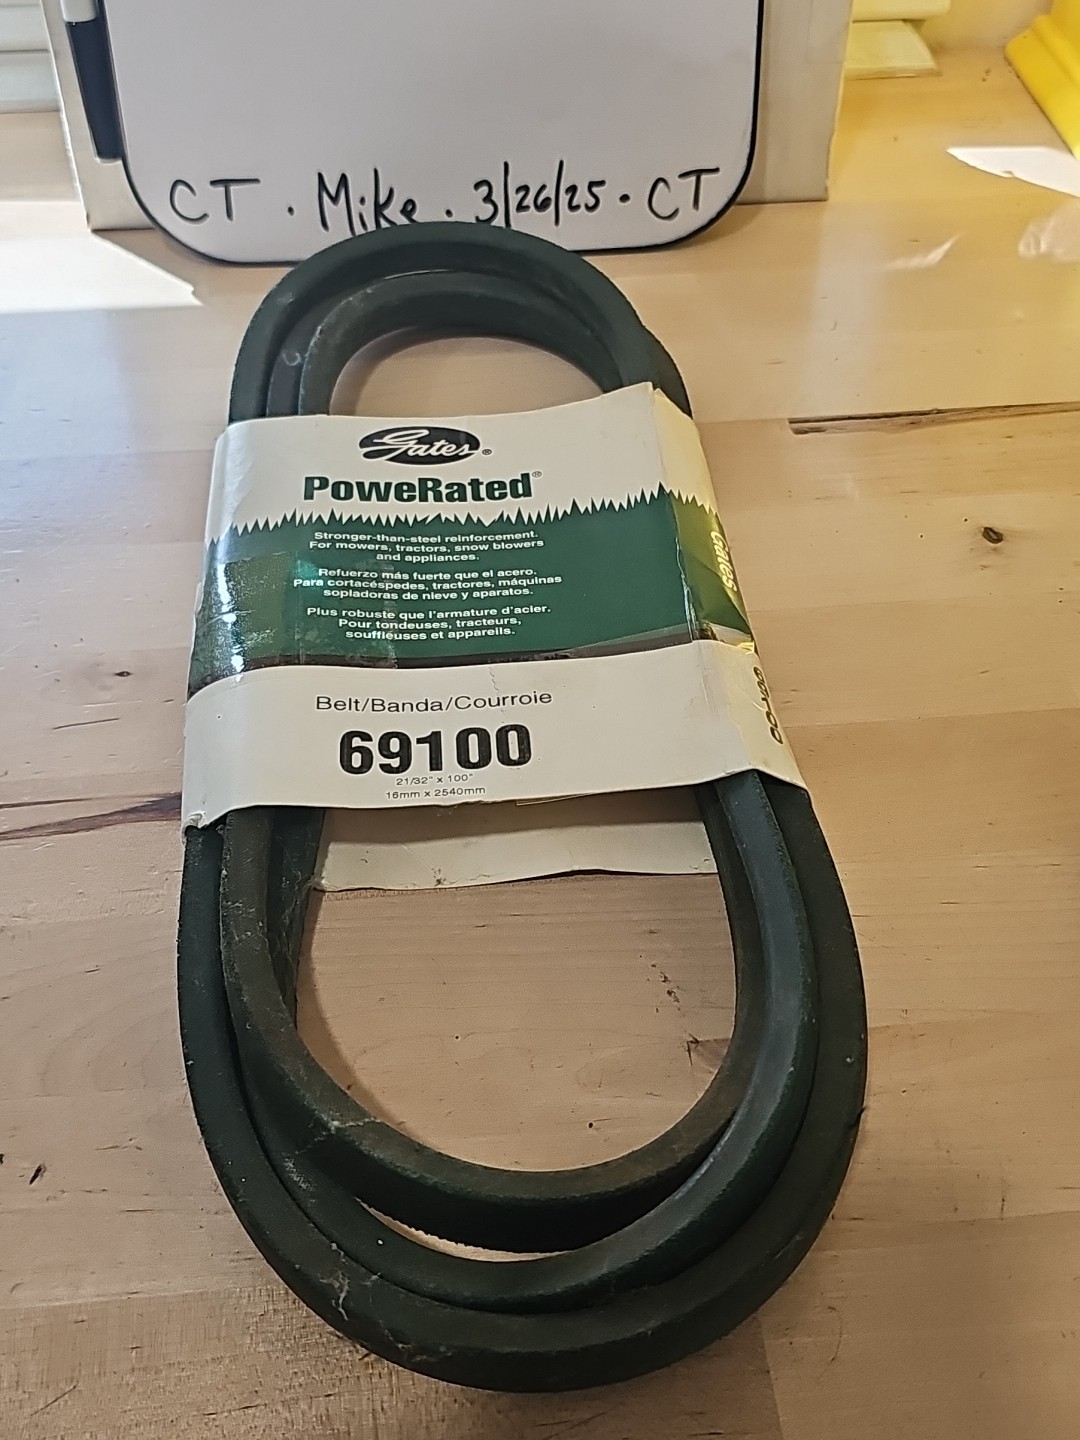 CT . Mike . 3/26/25 . CT
Gates®
PoweRated®
Stronger-than-steel reinforcement.
For mowers, tractors, snow blowers
and appliances.
Refuerzo más fuerte que el acero.
Para cortacéspedes, tractores, máquinas
sopladoras de nieve y aparatos.
Plus robuste que l'armature d'acier.
Pour tondeuses, tracteurs,
souffleuses et appareils.
Belt/Banda/Courroie
69100
21/32" x 100"
16mm x 2540mm
Gates